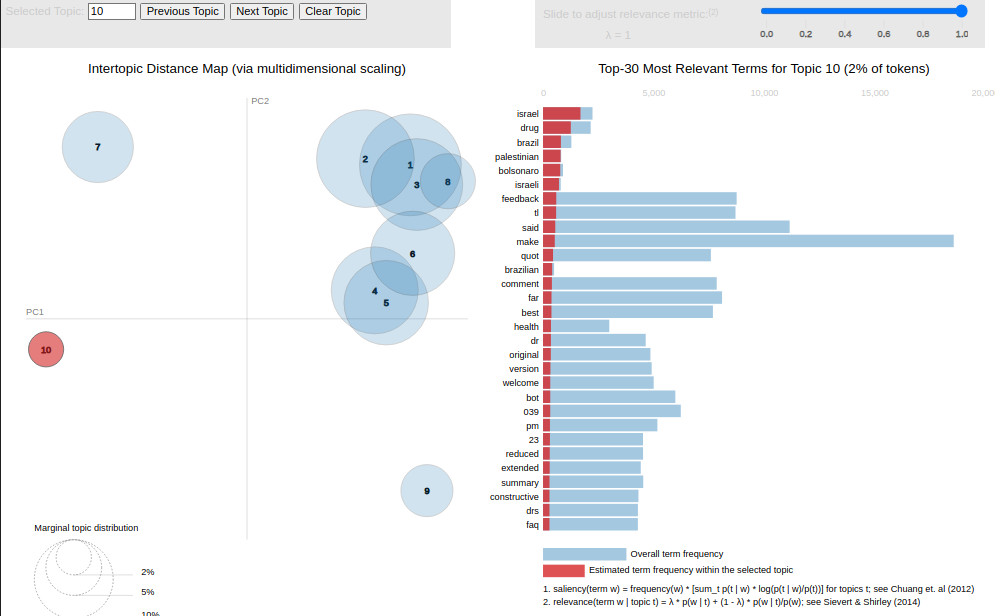 Selected Topic: 10 Previous Topic Next Topic Clear Topic
Slide to adjust relevance metric:(2)
λ = 1
0.0 0.2 0.4 0.6 0.8 1.0
Intertopic Distance Map (via multidimensional scaling)
PC2
PC1
7
2
1
3
8
6
4
5
10
9
Marginal topic distribution
2%
5%
10%
Top-30 Most Relevant Terms for Topic 10 (2% of tokens)
0 5,000 10,000 15,000 20,00
israel
drug
brazil
palestinian
bolsonaro
israeli
feedback
tl
said
make
quot
brazilian
comment
far
best
health
dr
original
version
welcome
bot
039
pm
23
reduced
extended
summary
constructive
drs
faq
Overall term frequency
Estimated term frequency within the selected topic
1. saliency(term w) = frequency(w) * [sum_t p(t | w) * log(p(t | w)/p(t))] for topics t; see Chuang et. al (2012)
2. relevance(term w | topic t) = λ * p(w | t) + (1 - λ) * p(w | t)/p(w); see Sievert & Shirley (2014)